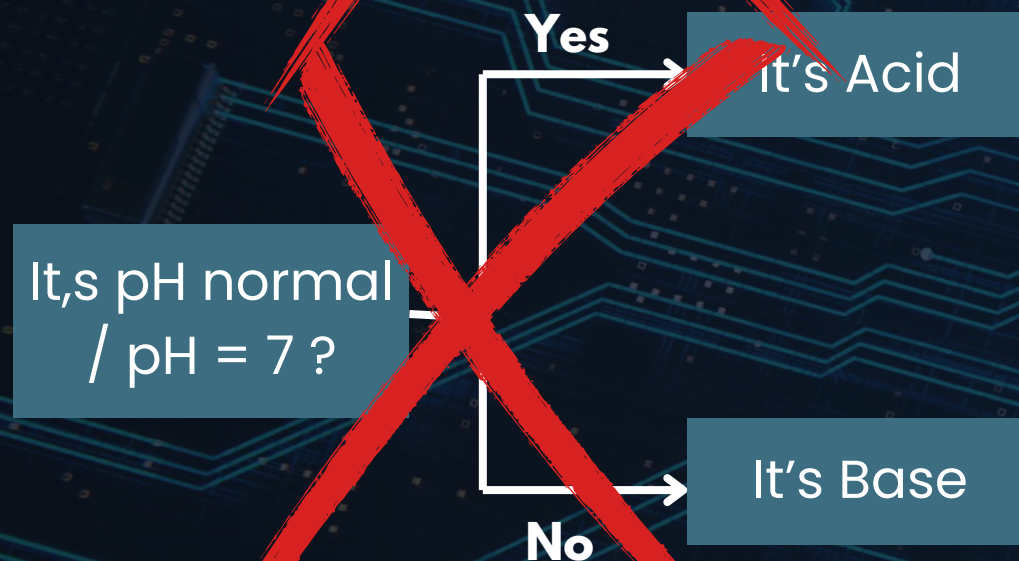 Yes
It's Acid
It,s pH normal
/ pH = 7 ?
It's Base
No